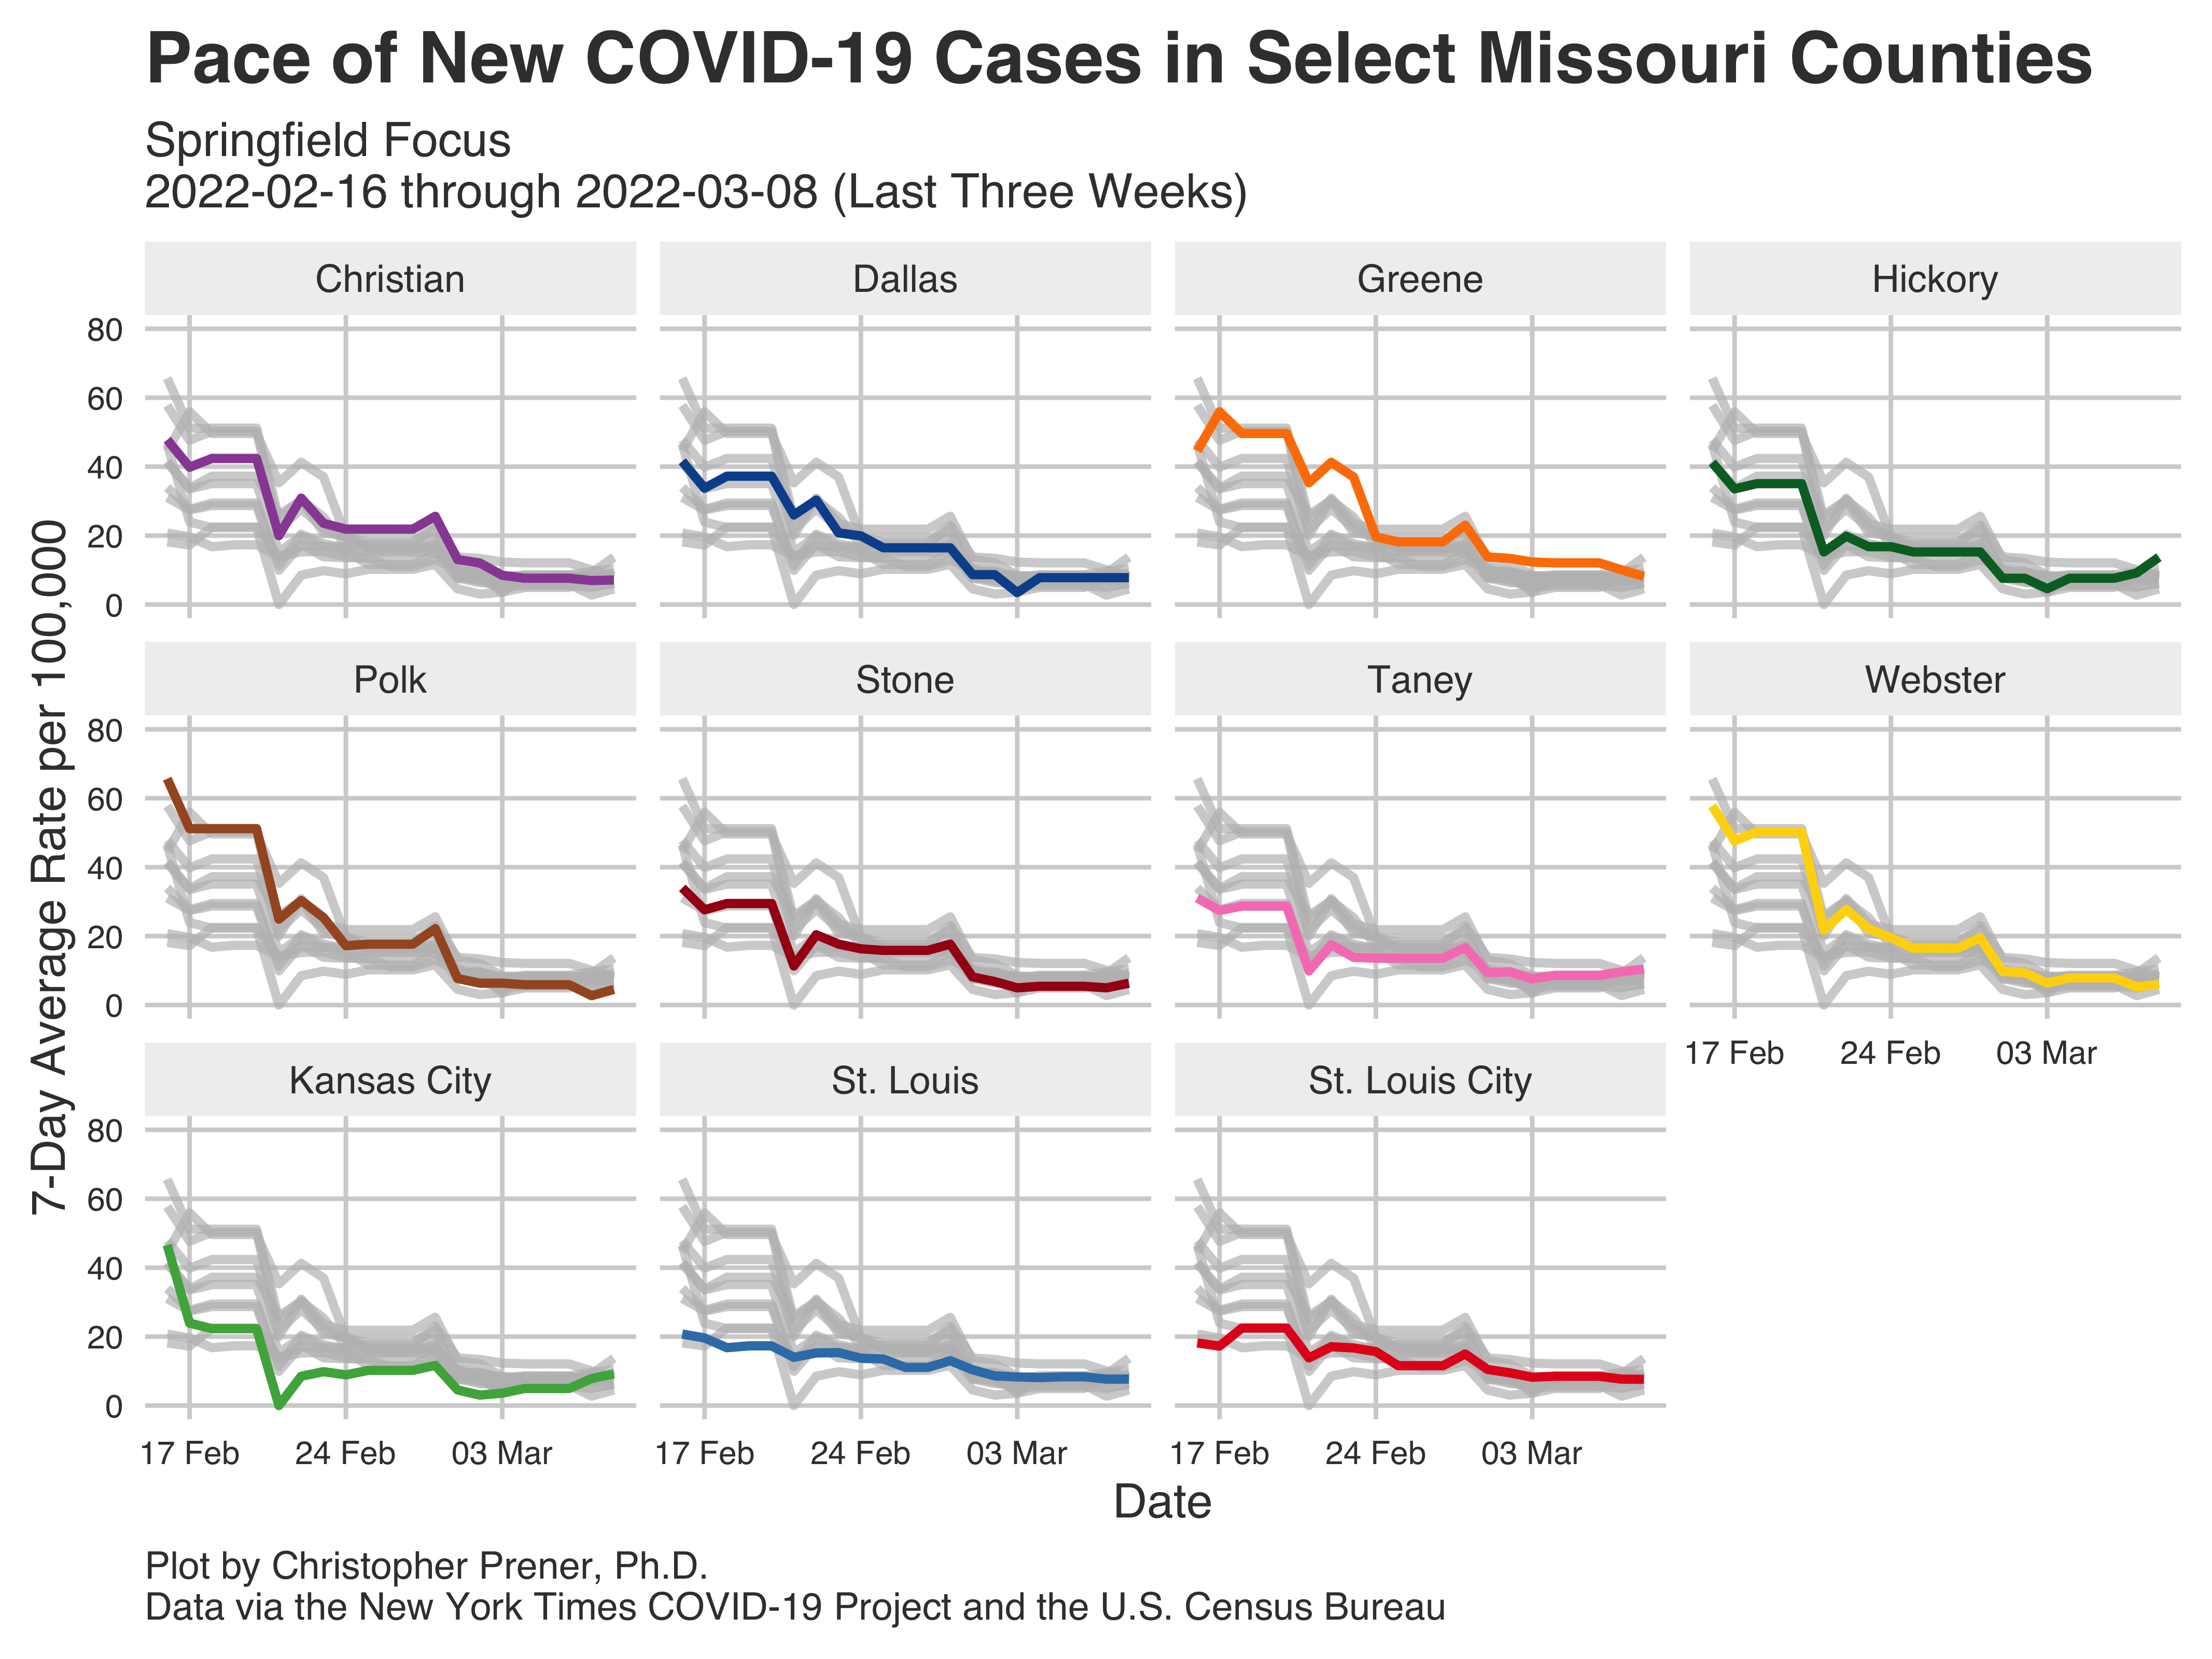 Pace of New COVID-19 Cases in Select Missouri Counties
Springfield Focus
2022-02-16 through 2022-03-08 (Last Three Weeks)
7-Day Average Rate per 100,000
Christian
Dallas
Greene
Hickory
80
60
40
20
0
Polk
Stone
Taney
Webster
80
60
40
20
0
17 Feb 24 Feb 03 Mar
Kansas City
St. Louis
St. Louis City
80
60
40
20
0
17 Feb 24 Feb 03 Mar
17 Feb 24 Feb 03 Mar
17 Feb 24 Feb 03 Mar
Date
Plot by Christopher Prener, Ph.D.
Data via the New York Times COVID-19 Project and the U.S. Census Bureau